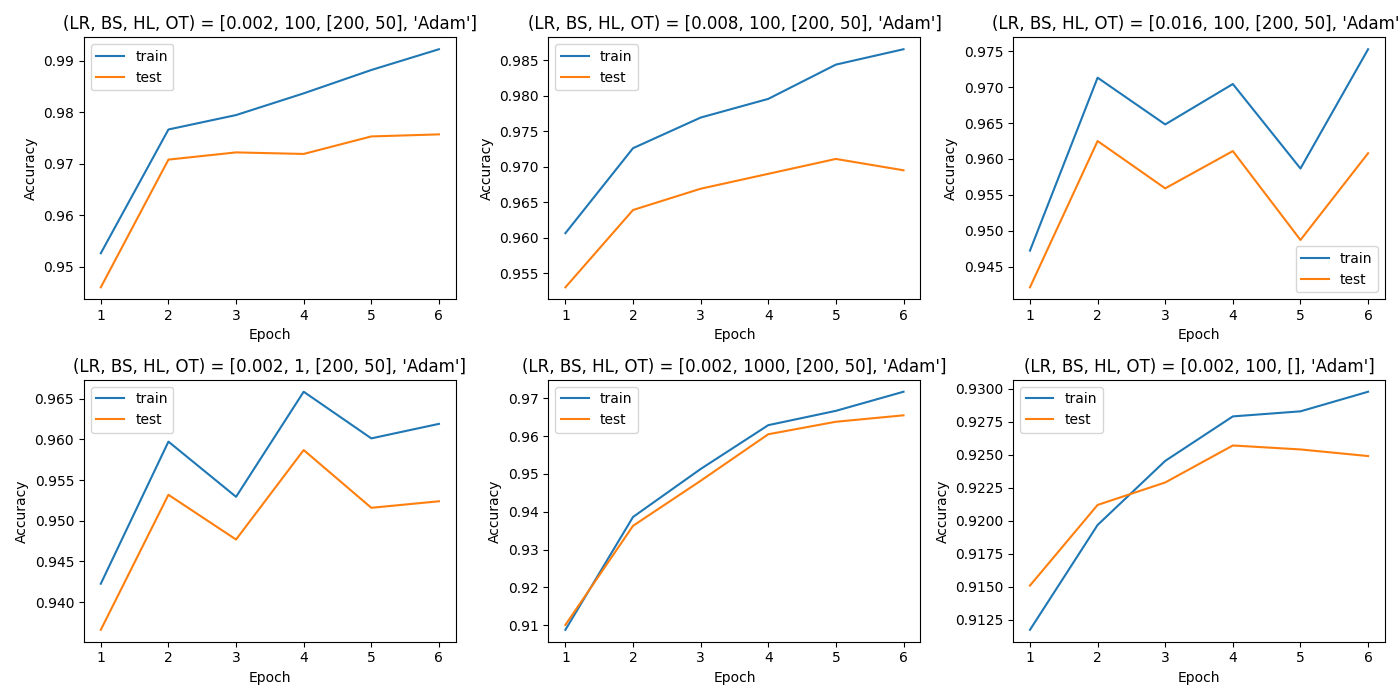 (LR, BS, HL, OT) = [0.002, 100, [200, 50], 'Adam']
train
test
0.99
0.98
0.97
0.96
0.95
Accuracy
1 2 3 4 5 6
Epoch
(LR, BS, HL, OT) = [0.008, 100, [200, 50], 'Adam']
train
test
0.985
0.980
0.975
0.970
0.965
0.960
0.955
Accuracy
1 2 3 4 5 6
Epoch
(LR, BS, HL, OT) = [0.016, 100, [200, 50], 'Adam'
0.975
0.970
0.965
0.960
0.955
0.950
0.945
Accuracy
train
test
1 2 3 4 5 6
Epoch
(LR, BS, HL, OT) = [0.002, 1, [200, 50], 'Adam']
train
test
0.965
0.960
0.955
0.950
0.945
0.940
Accuracy
1 2 3 4 5 6
Epoch
(LR, BS, HL, OT) = [0.002, 1000, [200, 50], 'Adam']
train
test
0.97
0.96
0.95
0.94
0.93
0.92
0.91
Accuracy
1 2 3 4 5 6
Epoch
(LR, BS, HL, OT) = [0.002, 100, [], 'Adam']
train
test
0.9300
0.9275
0.9250
0.9225
0.9200
0.9175
0.9150
0.9125
Accuracy
1 2 3 4 5 6
Epoch